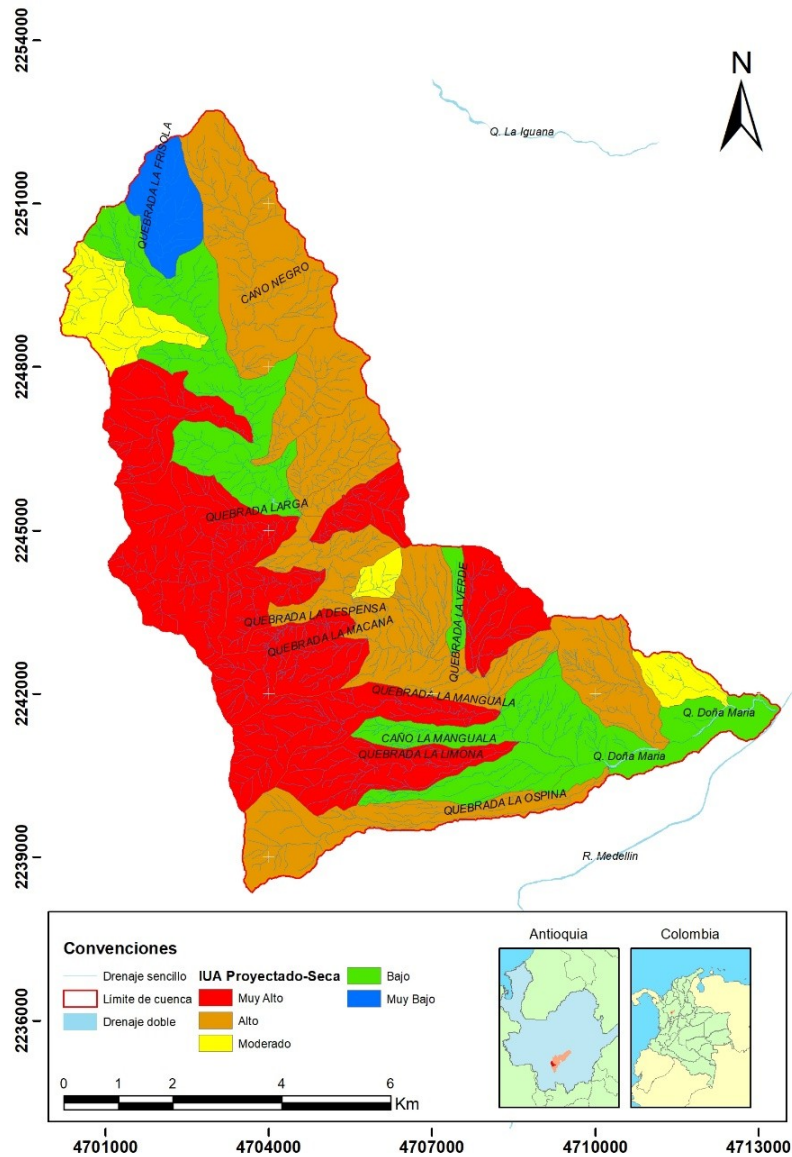 2254000
N
Q. La Iguana
2251000
QUEBRADA LA FRISOLA
CAÑO NEGRO
2248000
QUEBRADA LARGA
2245000
QUEBRADA LA VERDE
QUEBRADA LA DESPENSA
QUEBRADA LA MACANA
2242000
QUEBRADA LA MANGUALA
Q. Doña Maria
CAÑO LA MANGUALA
QUEBRADA LA LIMONA
Q. Doña Maria
QUEBRADA LA OSPINA
2239000
R. Medellín
Convenciones
Drenaje sencillo
Limite de cuenca
Drenaje doble
IUA Proyectado-Seca
Muy Alto
Alto
Moderado
Bajo
Muy Bajo
Antioquia
Colombia
2236000
0 1 2 4 6
Km
4701000 4704000 4707000 4710000 4713000